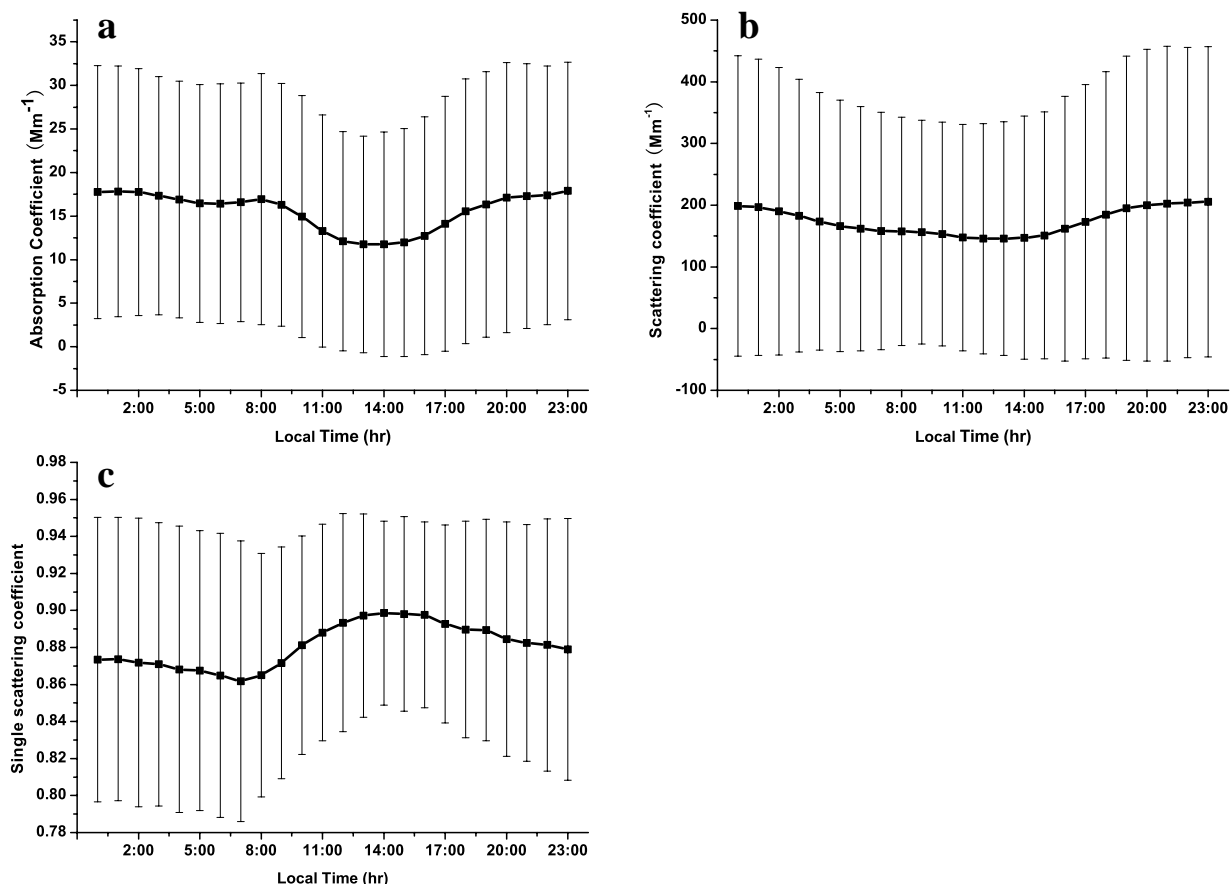 a
35
30
25
20
15
10
5
0
-5
Absorption Coefficient (Mm-1)
2:00 5:00 8:00 11:00 14:00 17:00 20:00 23:00
Local Time (hr)
b
500
400
300
200
100
0
-100
Scattering coefficient (Mm-1)
2:00 5:00 8:00 11:00 14:00 17:00 20:00 23:00
Local Time (hr)
c
0.98
0.96
0.94
0.92
0.90
0.88
0.86
0.84
0.82
0.80
0.78
Single scattering coefficient
2:00 5:00 8:00 11:00 14:00 17:00 20:00 23:00
Local Time (hr)